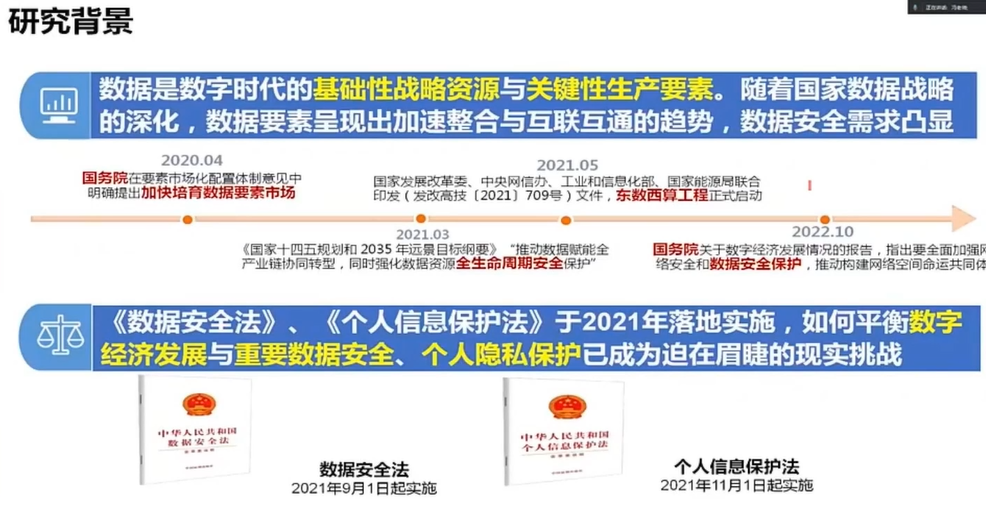 研究背景
数据是数字时代的基础性战略资源与关键性生产要素。随着国家数据战略
的深化，数据要素呈现出加速整合与互联互通的趋势，数据安全需求凸显
2020.04
国务院在要素市场化配置体制意见中
明确提出加快培育数据要素市场
2021.05
国家发展改革委、中央网信办、工业和信息化部、国家能源局联合
印发（发改高技〔2021〕709号）文件，东数西算工程正式启动
2021.03
《国家十四五规划和 2035 年远景目标纲要》“推动数据赋能全
产业链协同转型，同时强化数据资源全生命周期安全保护”
2022.10
国务院关于数字经济发展情况的报告，指出要全面加强网
络安全和数据安全保护，推动构建网络空间命运共同体
《数据安全法》、《个人信息保护法》于2021年落地实施，如何平衡数字
经济发展与重要数据安全、个人隐私保护已成为迫在眉睫的现实挑战
中华人民共和国
数据安全法
中华人民共和国
个人信息保护法
数据安全法
2021年9月1日起实施
个人信息保护法
2021年11月1日起实施